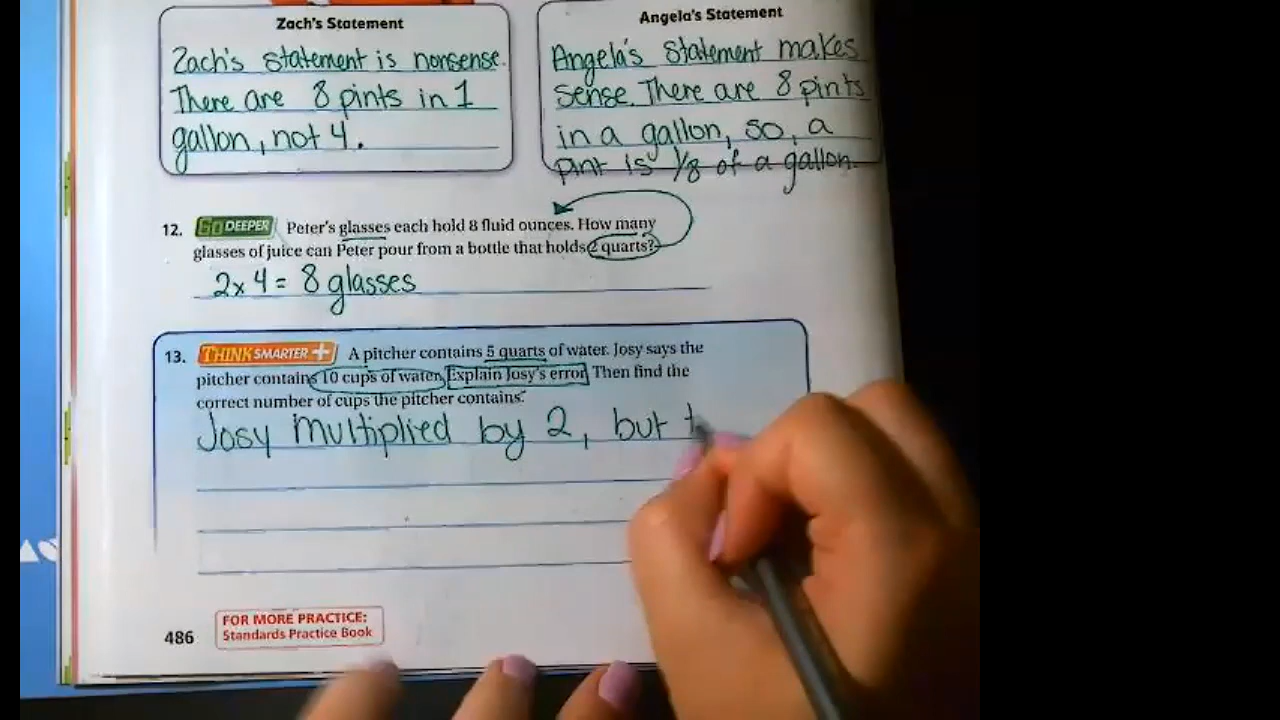 Zach's Statement
Zach's statement is nonsense.
There are 8 pints in 1
gallon, not 4.
Angela's Statement
Angela's statement makes
sense. There are 8 pints
in a gallon, so, a
pint is 1/8 of a gallon.
12. GO DEEPER Peter's glasses each hold 8 fluid ounces. How many
glasses of juice can Peter pour from a bottle that holds 2 quarts?
2x4 = 8 glasses
13. THINK SMARTER + A pitcher contains 5 quarts of water. Josy says the
pitcher contains 10 cups of water. Explain Josy's error. Then find the
correct number of cups the pitcher contains.
Josy multiplied by 2, but t
486
FOR MORE PRACTICE:
Standards Practice Book